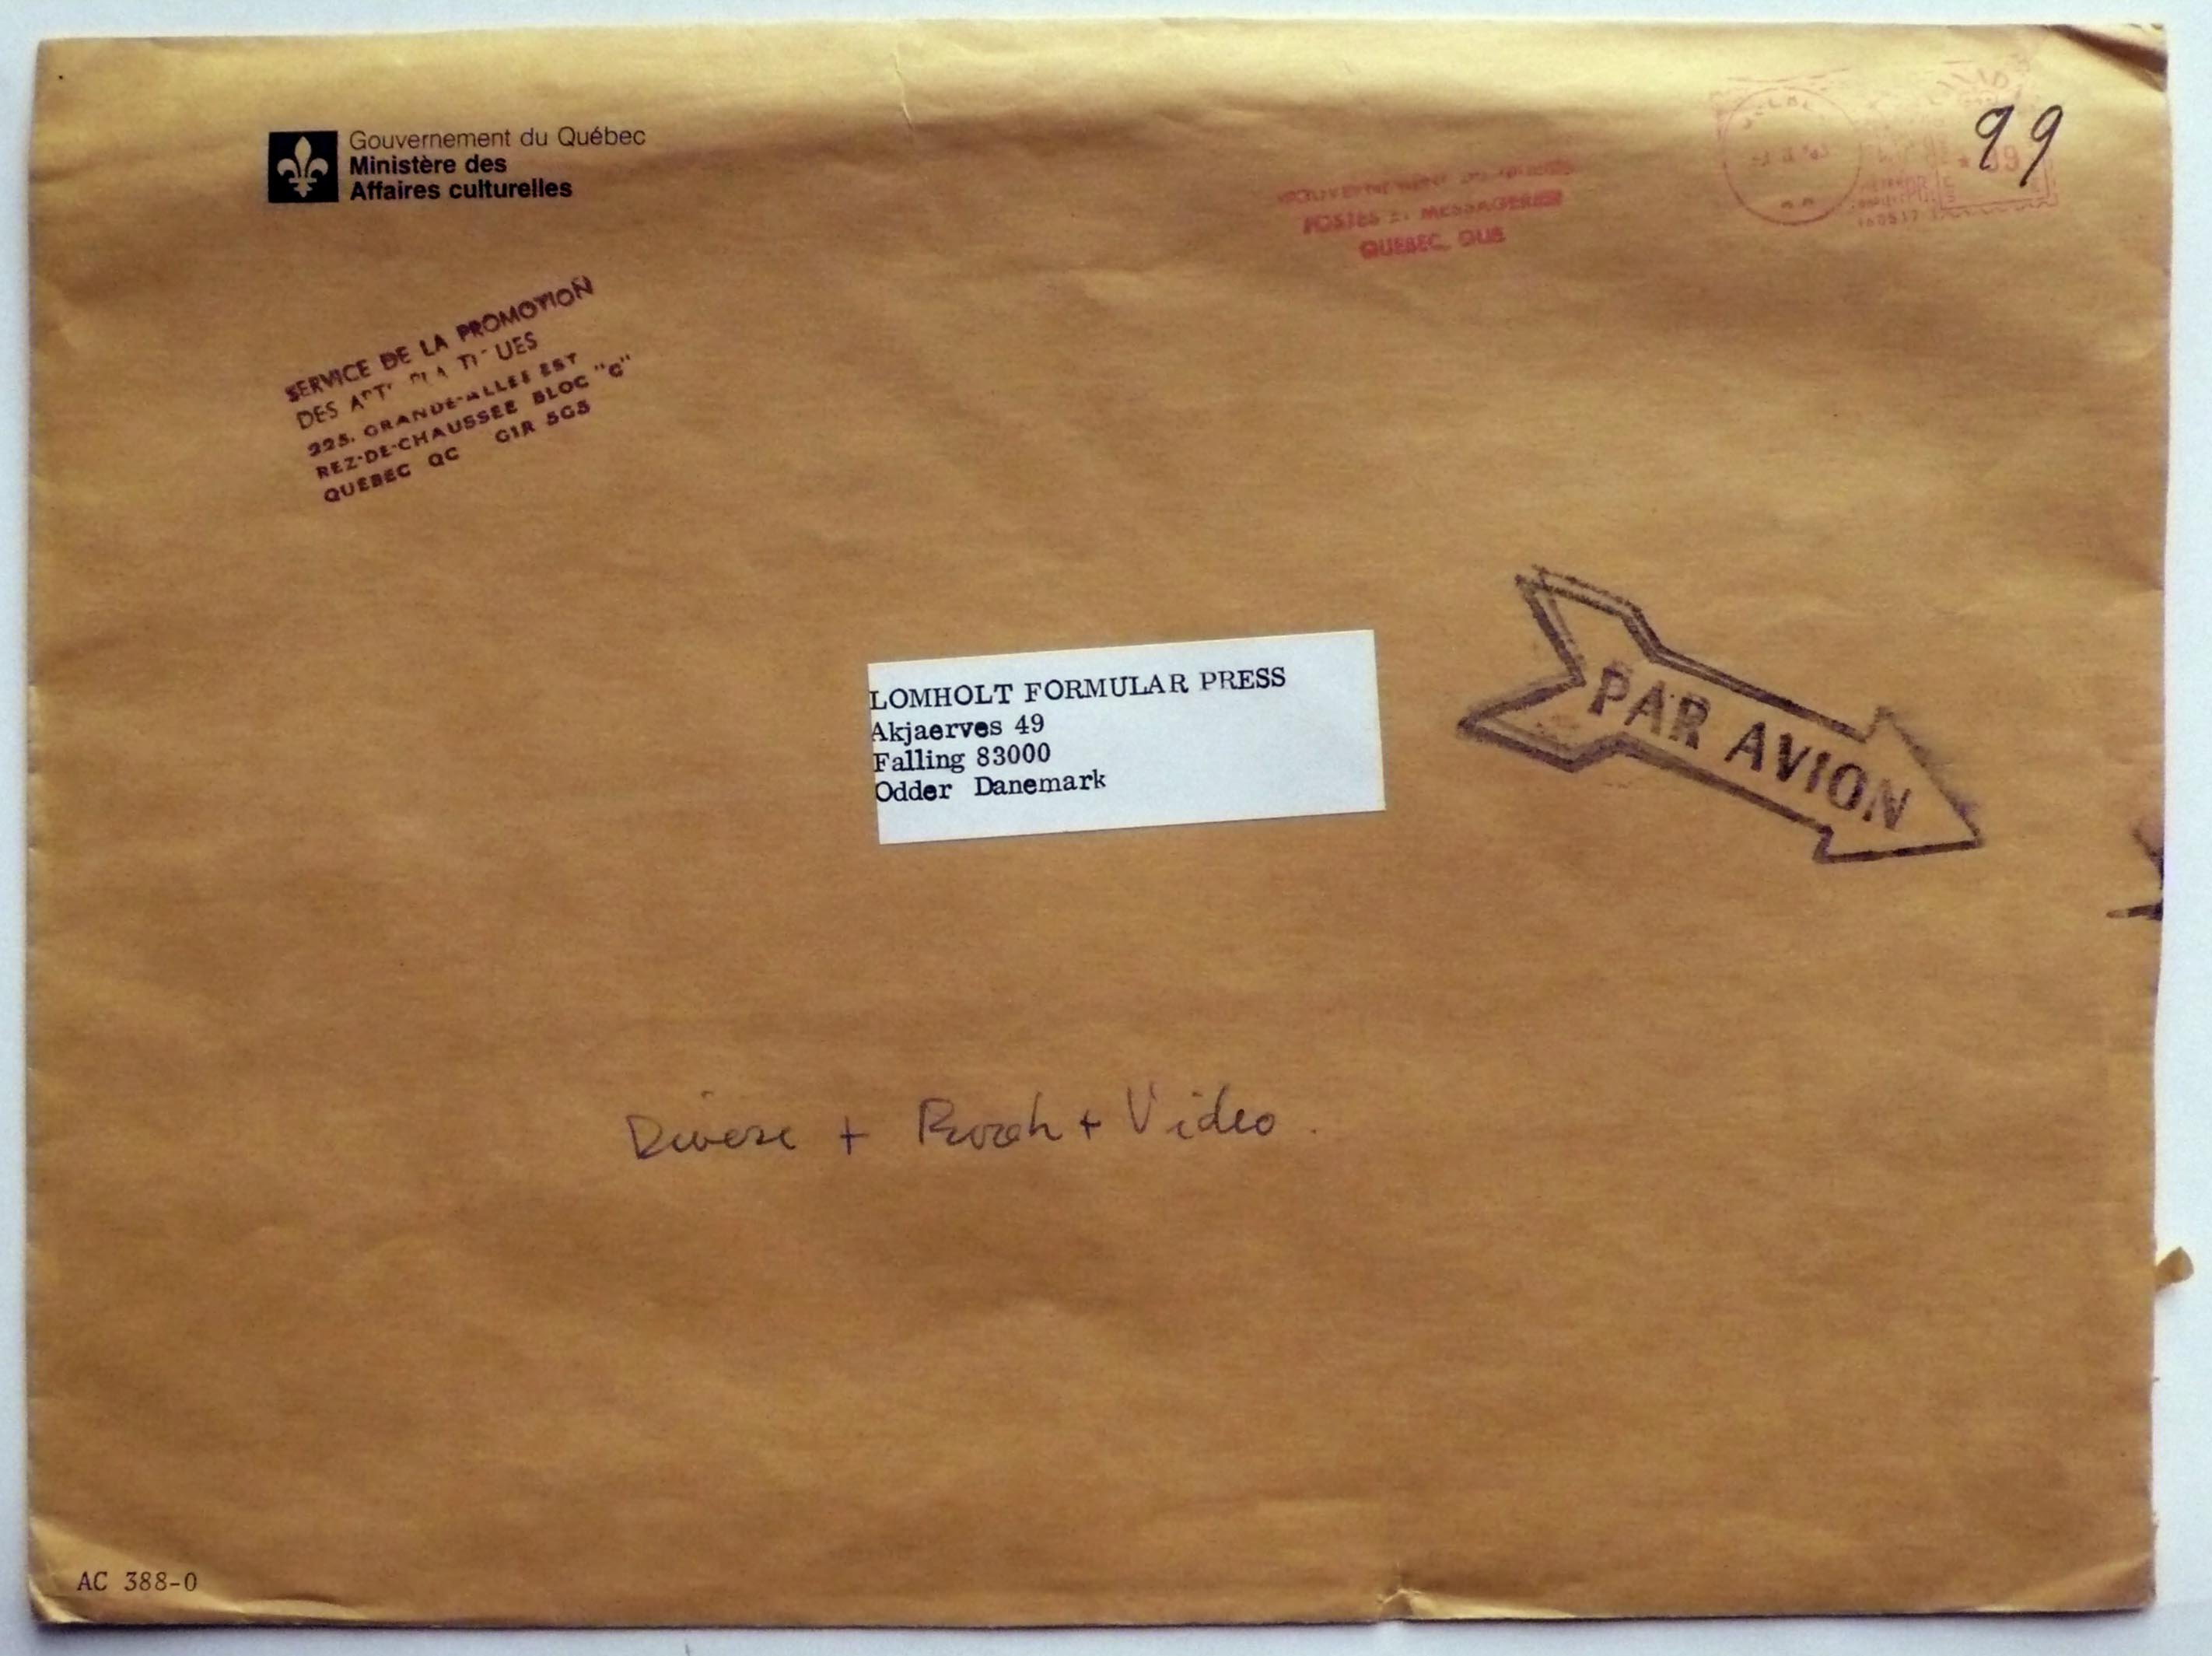 Gouvernement du Québec
Ministère des
Affaires culturelles
SERVICE DE LA PROMOTION
DES
225, GRANDE-ALLEE EST
REZ-DE-CHAUSSEE BLOC "C"
QUEBEC QC G1R 5G5
POSTES ET MESSAGERIES
QUEBEC, QUE
99
LOMHOLT FORMULAR PRESS
Akjaerves 49
Falling 83000
Odder Danemark
PAR AVION
Diverse + + Video.
AC 388-0